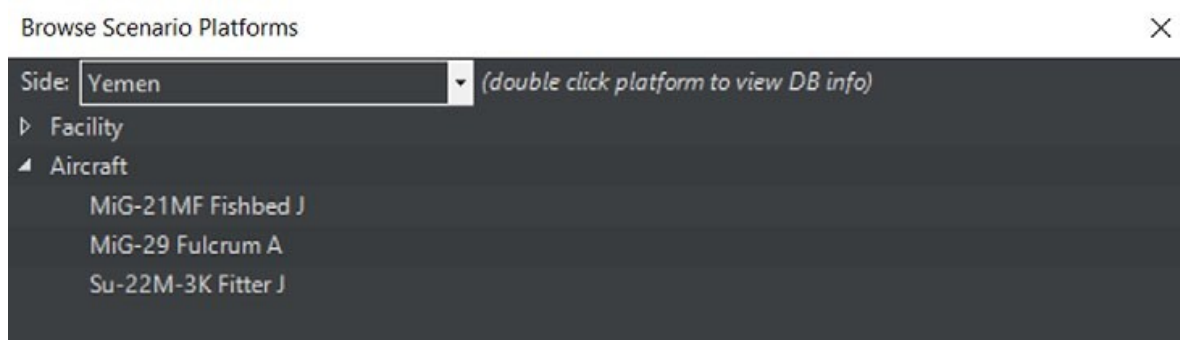 Browse Scenario Platforms
Side: Yemen (double click platform to view DB info)
Facility
Aircraft
MiG-21MF Fishbed J
MiG-29 Fulcrum A
Su-22M-3K Fitter J